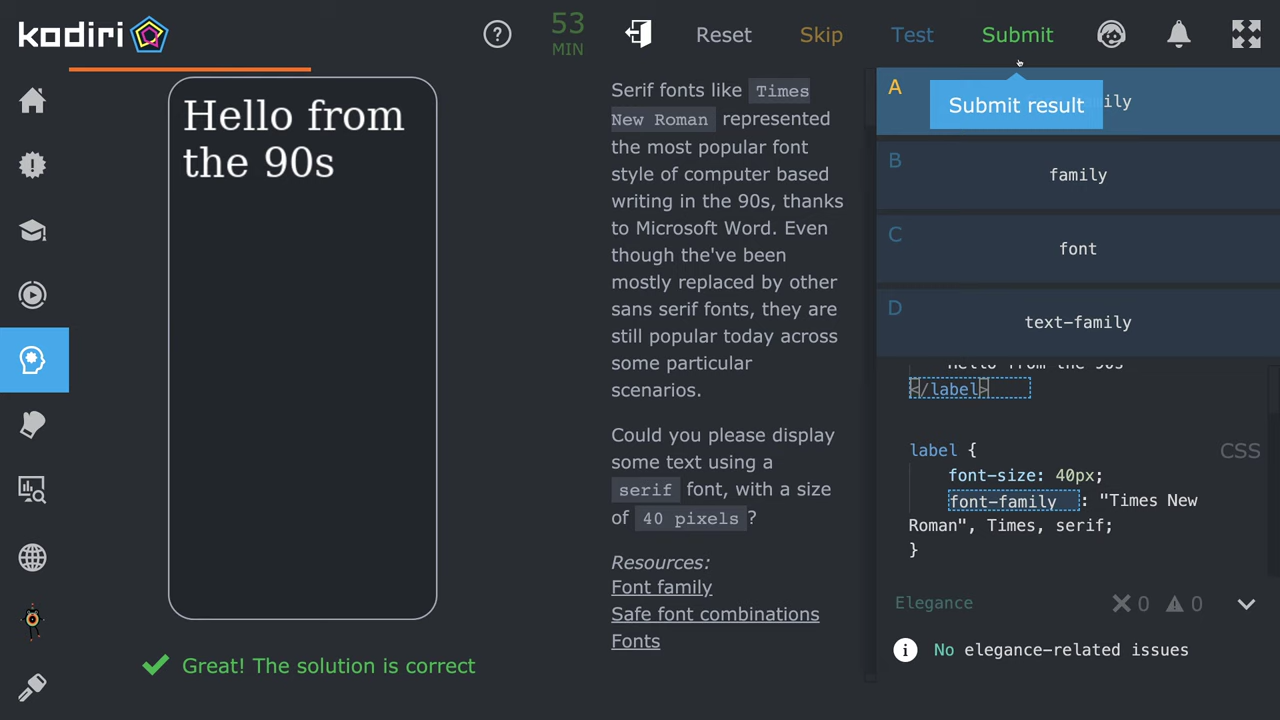 kodiri
53
MIN
Reset
Skip
Test
Submit
Submit result
Hello from
the 90s
Great! The solution is correct
Serif fonts like Times
New Roman represented
the most popular font
style of computer based
writing in the 90s, thanks
to Microsoft Word. Even
though the've been
mostly replaced by other
sans serif fonts, they are
still popular today across
some particular
scenarios.
Could you please display
some text using a
serif font, with a size
of 40 pixels ?
Resources:
Font family
Safe font combinations
Fonts
A
B family
C font
D text-family
Hello from the 90s
</label>
label {
CSS
font-size: 40px;
font-family : "Times New
Roman", Times, serif;
}
Elegance
0 0
No elegance-related issues